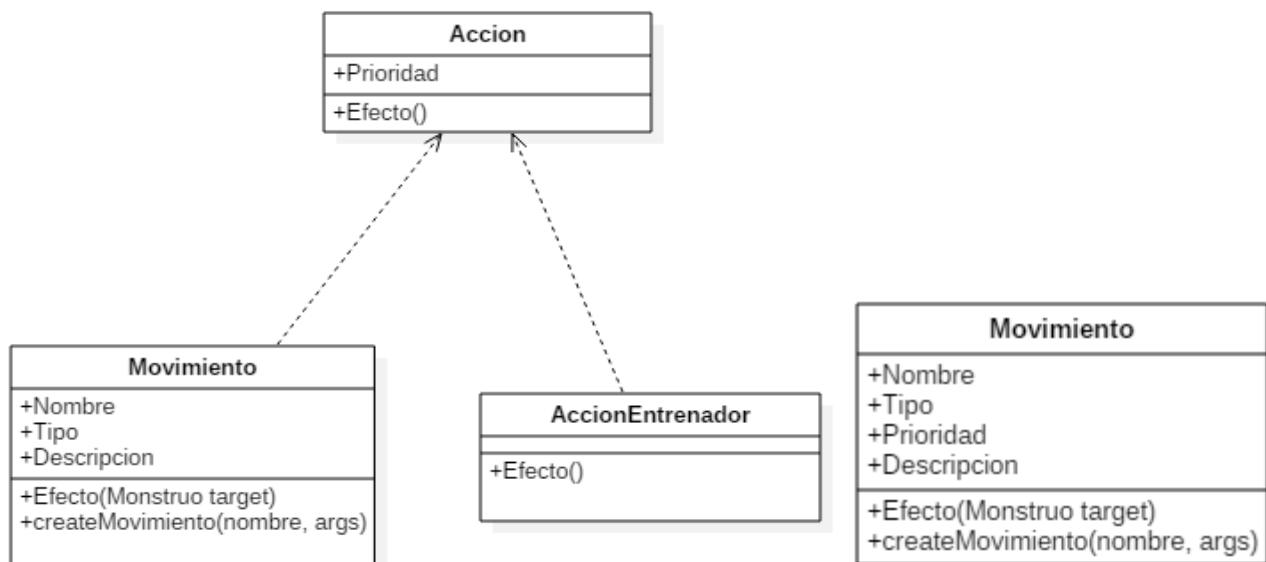 Accion
+Prioridad
+Efecto()
Movimiento
+Nombre
+Tipo
+Descripcion
+Efecto(Monstruo target)
+createMovimiento(nombre, args)
AccionEntrenador
+Efecto()
Movimiento
+Nombre
+Tipo
+Prioridad
+Descripcion
+Efecto(Monstruo target)
+createMovimiento(nombre, args)